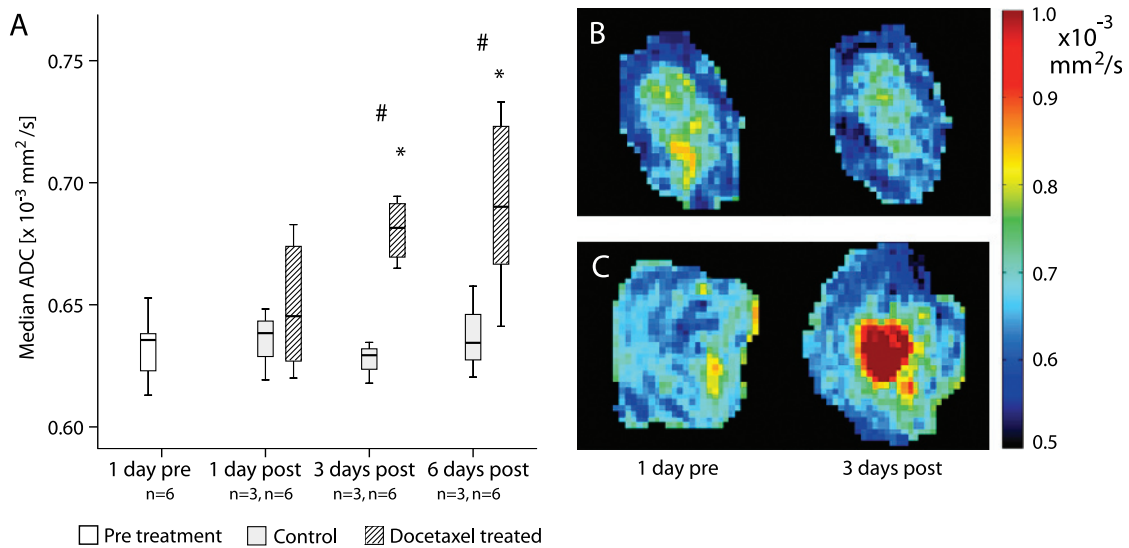 A
Median ADC [x 10⁻³ mm² /s]
0.75
0.70
0.65
0.60
#
*
#
*
1 day pre
n=6
1 day post
n=3, n=6
3 days post
n=3, n=6
6 days post
n=3, n=6
Pre treatment
Control
Docetaxel treated
B
C
1 day pre
3 days post
1.0
x10⁻³
mm²/s
0.9
0.8
0.7
0.6
0.5